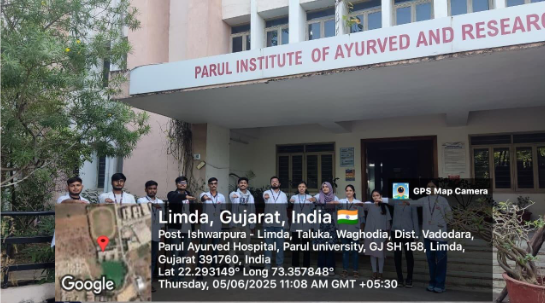 PARUL INSTITUTE OF AYURVED AND RESEAR
GPS Map Camera
Limda, Gujarat, India 🇮🇳
Post. Ishwarpura - Limda, Taluka. Waghodia, Dist. Vadodara,
Parul Ayurved Hospital, Parul university, GJ SH 158, Limda,
Gujarat 391760, India
Lat 22.293149° Long 73.357848°
Thursday, 05/06/2025 11:08 AM GMT +05:30
Google